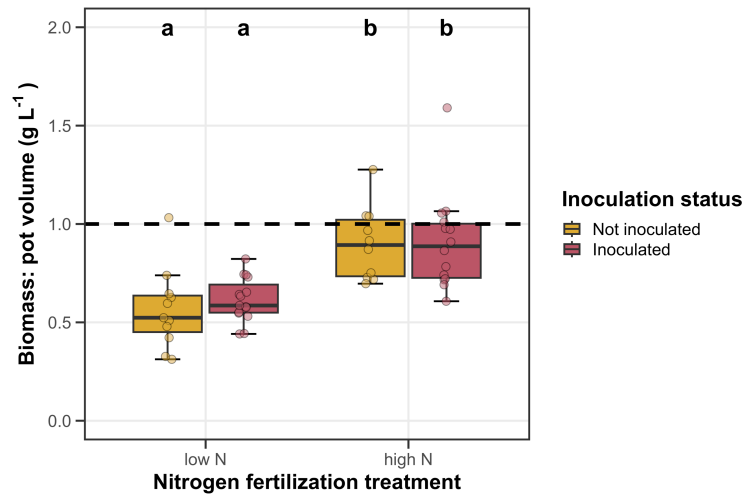 2.0
a
a
b
b
1.5
1.0
0.5
0.0
Biomass: pot volume (g L⁻¹ )
low N
high N
Nitrogen fertilization treatment
Inoculation status
Not inoculated
Inoculated